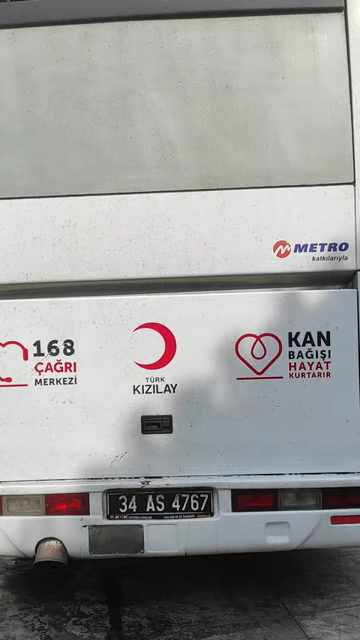 METRO
katkılarıyla
168
ÇAĞRI
MERKEZİ
TÜRK
KIZILAY
KAN
BAĞIŞI
HAYAT
KURTARIR
34 AS 4767